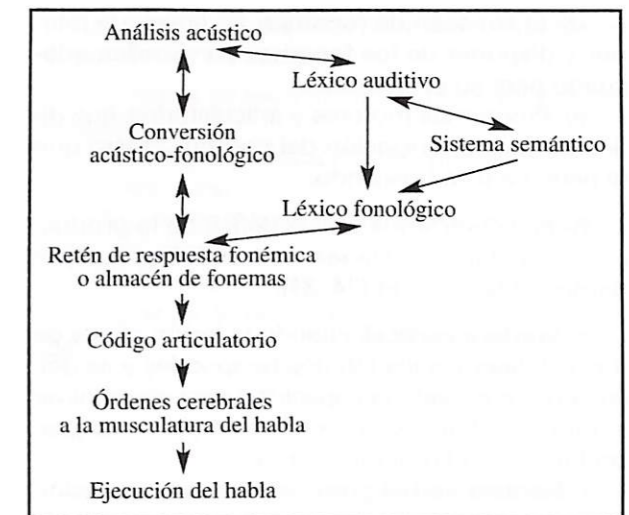 Análisis acústico
Léxico auditivo
Conversión
acústico-fonológico
Sistema semántico
Léxico fonológico
Retén de respuesta fonémica
o almacén de fonemas
Código articulatorio
Órdenes cerebrales
a la musculatura del habla
Ejecución del habla